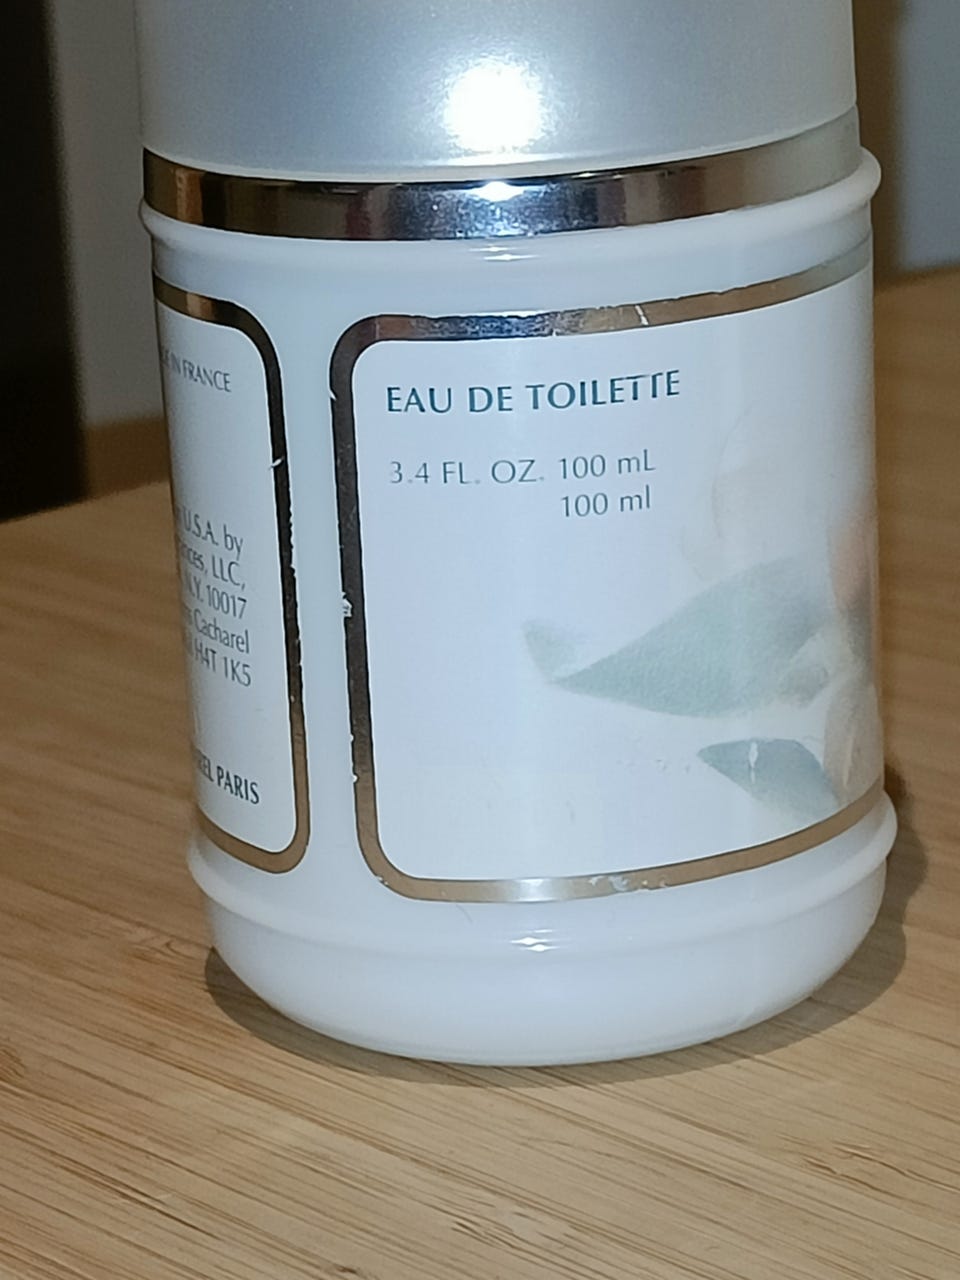 IN FRANCE
U.S.A. by
LLC,
N.Y. 10017
Cacharel
H4T 1K5
PARIS
EAU DE TOILETTE
3.4 FL. OZ. 100 mL
100 ml